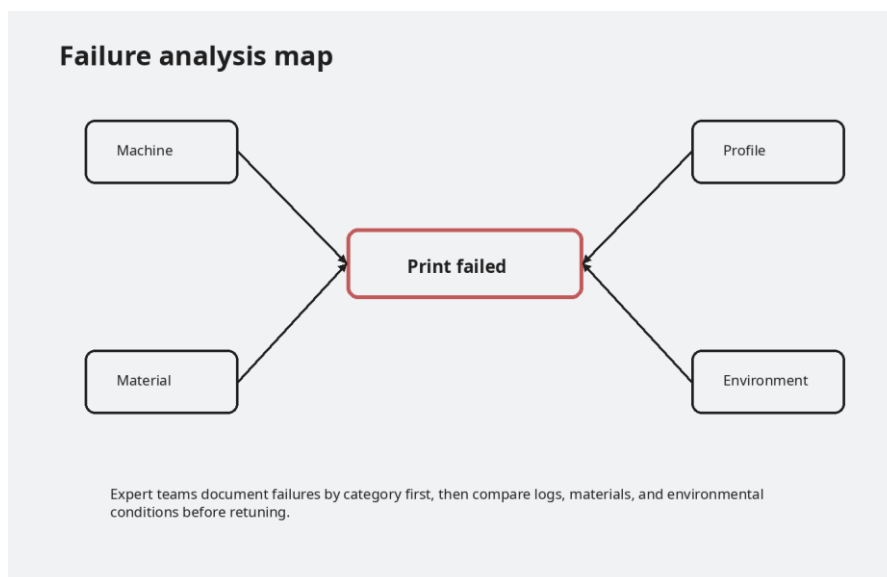 Failure analysis map
Machine
Profile
Print failed
Material
Environment
Expert teams document failures by category first, then compare logs, materials, and environmental
conditions before retuning.